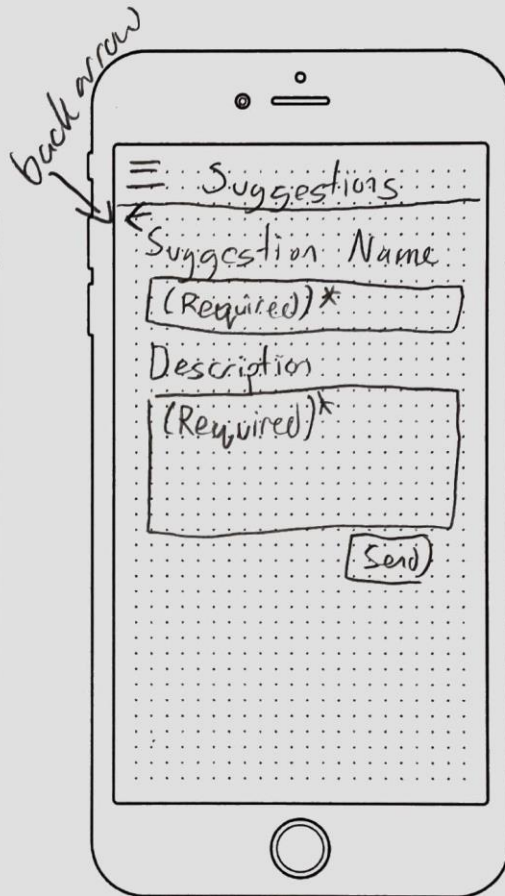 back arrow
Suggestions
Suggestion Name
(Required)*
Description
(Required)*
Send